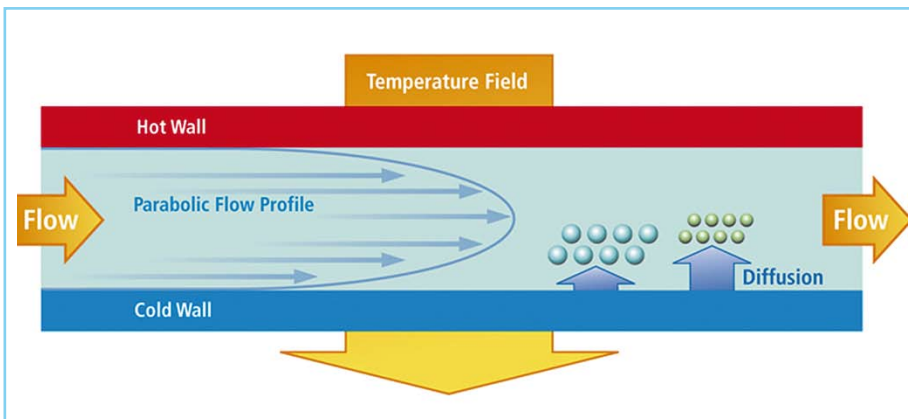 Temperature Field
Hot Wall
Flow
Parabolic Flow Profile
Flow
Diffusion
Cold Wall